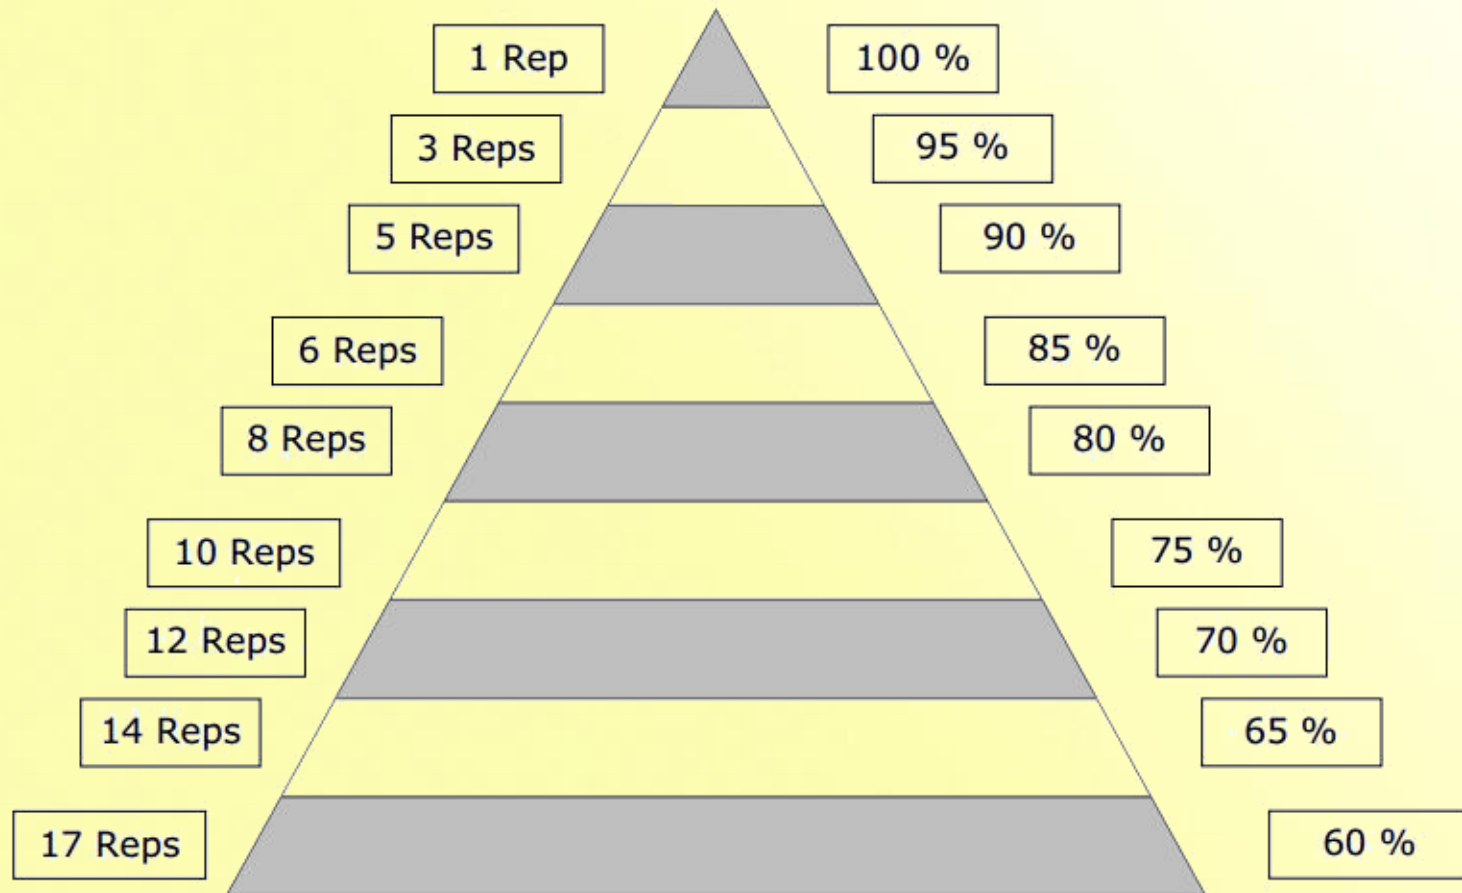 1 Rep
100 %
3 Reps
95 %
5 Reps
90 %
6 Reps
85 %
8 Reps
80 %
10 Reps
75 %
12 Reps
70 %
14 Reps
65 %
17 Reps
60 %